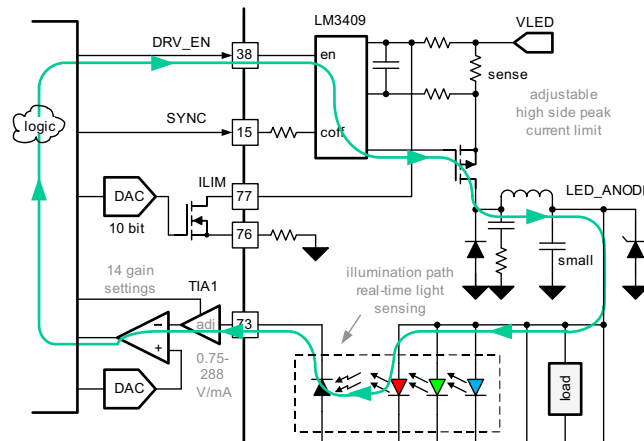 LM3409
VLED
DRV_EN
38
en
sense
adjustable
high side peak
current limit
logic
SYNC
15
coff
ILIM
DAC
77
LED_ANODE
10 bit
76
14 gain
settings
TIA1
illumination path
real-time light
sensing
small
adj
73
0.75-
288
V/mA
DAC
load